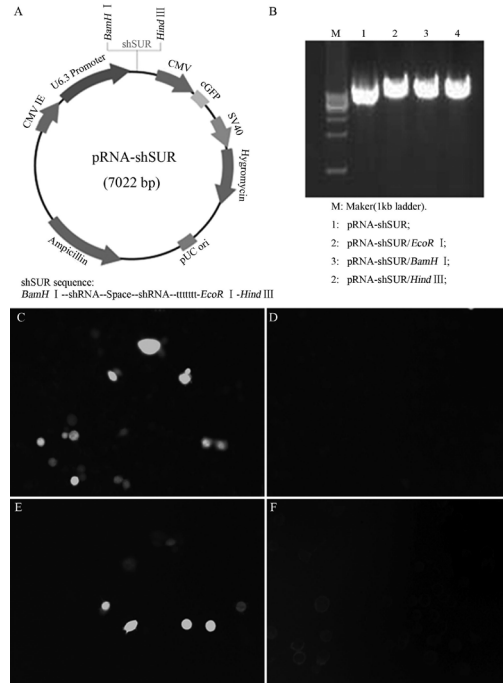 A
BamH Ⅰ
Hind Ⅲ
shSUR
U6.3 Promoter
CMV
cGFP
CMV IE
SV40
pRNA-shSUR
(7022 bp)
Hygromycin
Ampicillin
pUC ori
shSUR sequence:
BamH Ⅰ --shRNA--Space--shRNA--ttttttt-EcoR Ⅰ -Hind Ⅲ
B
M 1 2 3 4
M: Maker(1kb ladder).
1: pRNA-shSUR;
2: pRNA-shSUR/EcoR Ⅰ;
3: pRNA-shSUR/BamH Ⅰ;
2: pRNA-shSUR/Hind Ⅲ;
C
D
E
F